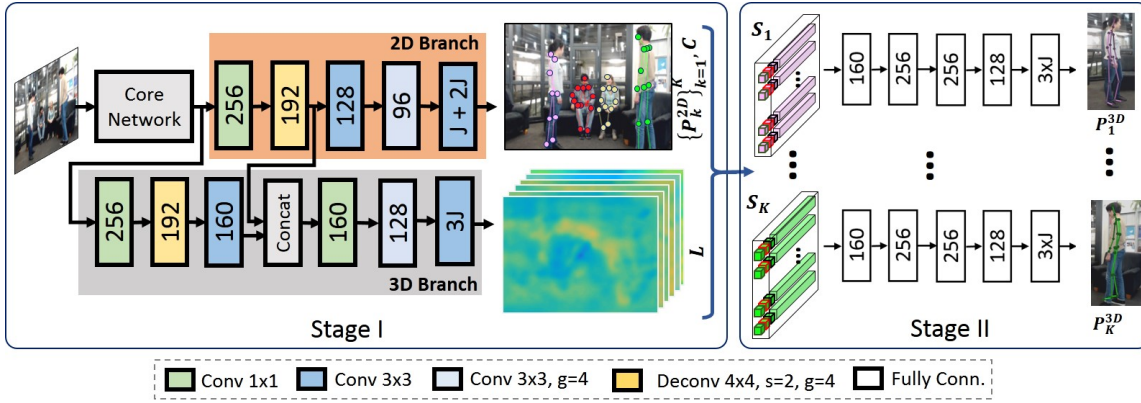 2D Branch
Core
Network
256
192
128
96
J + 2J
{P_k^{2D}}_{k=1}^K, C
256
192
160
Concat
160
128
3J
3D Branch
L
Stage I
S_1
160
256
256
128
3xJ
P_1^{3D}
S_K
160
256
256
128
3xJ
P_K^{3D}
Stage II
Conv 1x1
Conv 3x3
Conv 3x3, g=4
Deconv 4x4, s=2, g=4
Fully Conn.